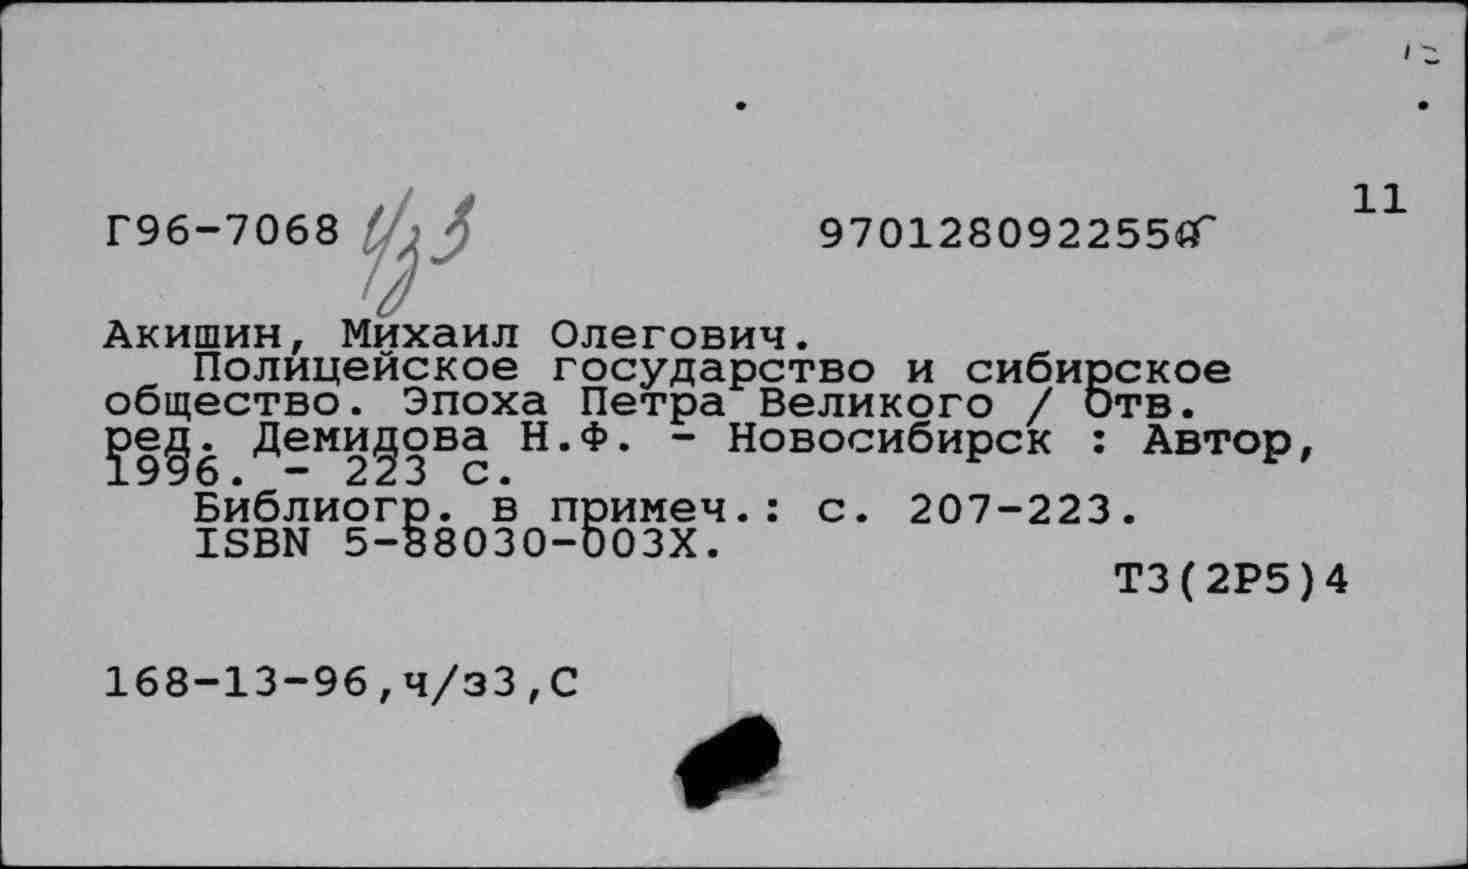 11
Г96-7068 ч/з 970128092255
Акишин, Михаил Олегович.
Полицейское государство и сибирское
общество. Эпоха Петра Великого / Отв.
ред. Демидова Н.Ф. - Новосибирск : Автор,
1996. - 223 с.
Библиогр. в примеч.: с. 207-223.
ISBN 5-88030-003X.
Т3(2Р5)4
168-13-96,ч/з3,С